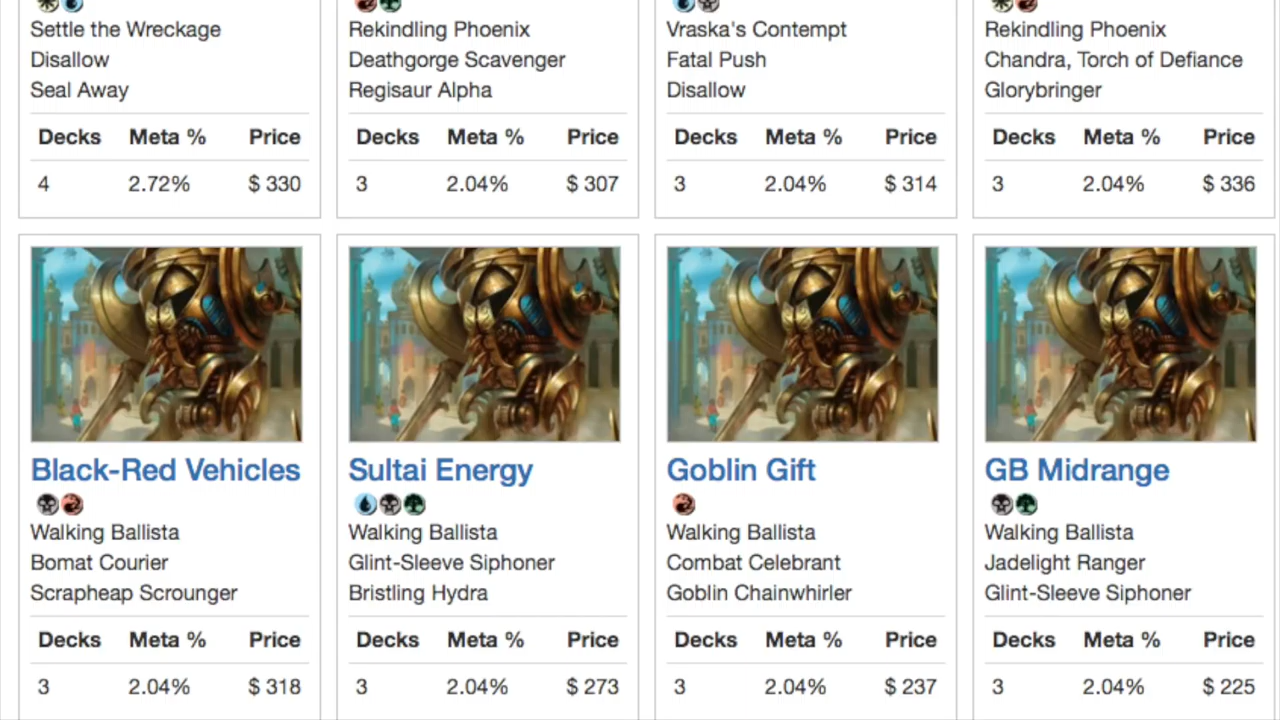 Settle the Wreckage
Disallow
Seal Away
Decks Meta % Price
4 2.72% $ 330
Rekindling Phoenix
Deathgorge Scavenger
Regisaur Alpha
Decks Meta % Price
3 2.04% $ 307
Vraska's Contempt
Fatal Push
Disallow
Decks Meta % Price
3 2.04% $ 314
Rekindling Phoenix
Chandra, Torch of Defiance
Glorybringer
Decks Meta % Price
3 2.04% $ 336
Black-Red Vehicles
Walking Ballista
Bomat Courier
Scrapheap Scrounger
Decks Meta % Price
3 2.04% $ 318
Sultai Energy
Walking Ballista
Glint-Sleeve Siphoner
Bristling Hydra
Decks Meta % Price
3 2.04% $ 273
Goblin Gift
Walking Ballista
Combat Celebrant
Goblin Chainwhirler
Decks Meta % Price
3 2.04% $ 237
GB Midrange
Walking Ballista
Jadelight Ranger
Glint-Sleeve Siphoner
Decks Meta % Price
3 2.04% $ 225